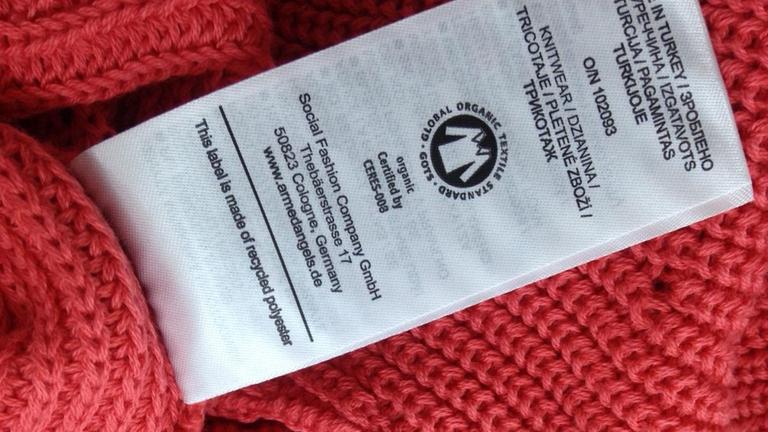 E IN TURKEY / ЗРОБЛЕНО
УРЕЧЧИНА / IZGATAVOTS
TURCIJA / PAGAMINTAS
TURKIJOJE
O/N 102093
KNITWEAR / DZIANINA /
TRICOTAJE / PLETENÉ ZBOŽÍ /
ТРИКОТАЖ
GLOBAL ORGANIC TEXTILE STANDARD
· GOTS ·
organic
Certified by
CERES-008
Social Fashion Company GmbH
Thebäerstrasse 17
50823 Cologne, Germany
www.armedangels.de
This label is made of recycled polyester